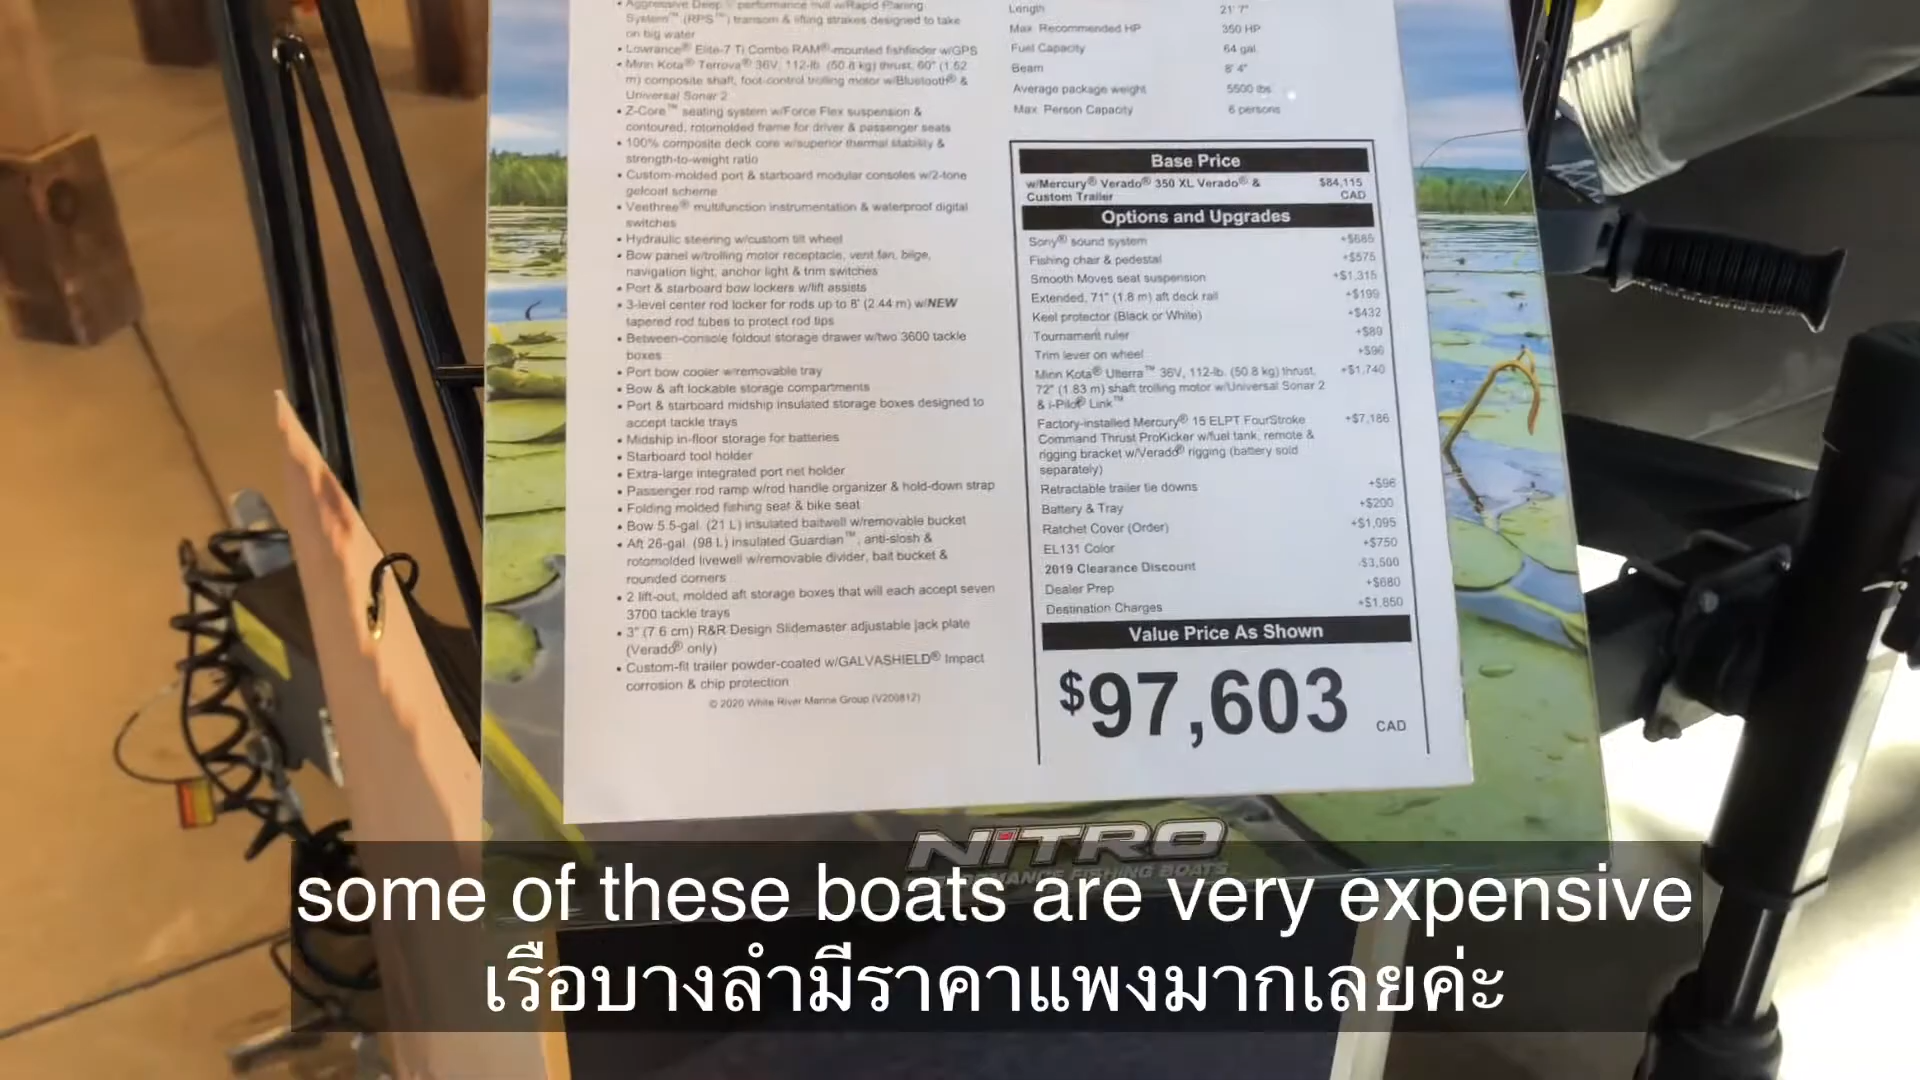 • Aggressive Deep V performance hull w/Rapid Planing
System™ (RPS™) transom & lifting strakes designed to take
on big water
• Lowrance® Elite-7 Ti Combo RAM®-mounted fishfinder w/GPS
• Minn Kota® Terrova® 36V, 112-lb. (50.8 kg) thrust, 60" (1.52
m) composite shaft, foot-control trolling motor w/Bluetooth® &
Universal Sonar 2
• Z-Core™ seating system w/Force Flex suspension &
contoured, rotomolded frame for driver & passenger seats
• 100% composite deck core w/superior thermal stability &
strength-to-weight ratio
• Custom-molded port & starboard modular consoles w/2-tone
gelcoat scheme
• Veethree® multifunction instrumentation & waterproof digital
switches
• Hydraulic steering w/custom tilt wheel
• Bow panel w/trolling motor receptacle, vent fan, bilge,
navigation light, anchor light & trim switches
• Port & starboard bow lockers w/lift assists
• 3-level center rod locker for rods up to 8' (2.44 m) w/NEW
tapered rod tubes to protect rod tips
• Between-console foldout storage drawer w/two 3600 tackle
boxes
• Port bow cooler w/removable tray
• Bow & aft lockable storage compartments
• Port & starboard midship insulated storage boxes designed to
accept tackle trays
• Midship in-floor storage for batteries
• Starboard tool holder
• Extra-large integrated port net holder
• Passenger rod ramp w/rod handle organizer & hold-down strap
• Folding molded fishing seat & bike seat
• Bow 5.5-gal. (21 L) insulated baitwell w/removable bucket
• Aft 26-gal. (98 L) insulated Guardian™, anti-slosh &
rotomolded livewell w/removable divider, bait bucket &
rounded corners
• 2 lift-out, molded aft storage boxes that will each accept seven
3700 tackle trays
• 3" (7.6 cm) R&R Design Slidemaster adjustable jack plate
(Verado® only)
• Custom-fit trailer powder-coated w/GALVASHIELD® Impact
corrosion & chip protection
© 2020 White River Marine Group (V200812)
Length 21' 7"
Max. Recommended HP 350 HP
Fuel Capacity 64 gal.
Beam 8' 4"
Average package weight 5500 lbs.
Max. Person Capacity 6 persons
Base Price
w/Mercury® Verado® 350 XL Verado® & $84,115
Custom Trailer CAD
Options and Upgrades
Sony® sound system +$685
Fishing chair & pedestal +$575
Smooth Moves seat suspension +$1,315
Extended, 71" (1.8 m) aft deck rail +$199
Keel protector (Black or White) +$432
Tournament ruler +$89
Trim lever on wheel +$96
Minn Kota® Ulterra™ 36V, 112-lb. (50.8 kg) thrust, +$1,740
72" (1.83 m) shaft trolling motor w/Universal Sonar 2
& i-Pilot® Link™
Factory-installed Mercury® 15 ELPT FourStroke +$7,186
Command Thrust ProKicker w/fuel tank, remote &
rigging bracket w/Verado® rigging (battery sold
separately)
Retractable trailer tie downs +$96
Battery & Tray +$200
Ratchet Cover (Order) +$1,095
EL131 Color +$750
2019 Clearance Discount -$3,500
Dealer Prep +$680
Destination Charges +$1,850
Value Price As Shown
$97,603 CAD
NITRO
PERFORMANCE FISHING BOATS
some of these boats are very expensive
เรือบางลำมีราคาแพงมากเลยค่ะ